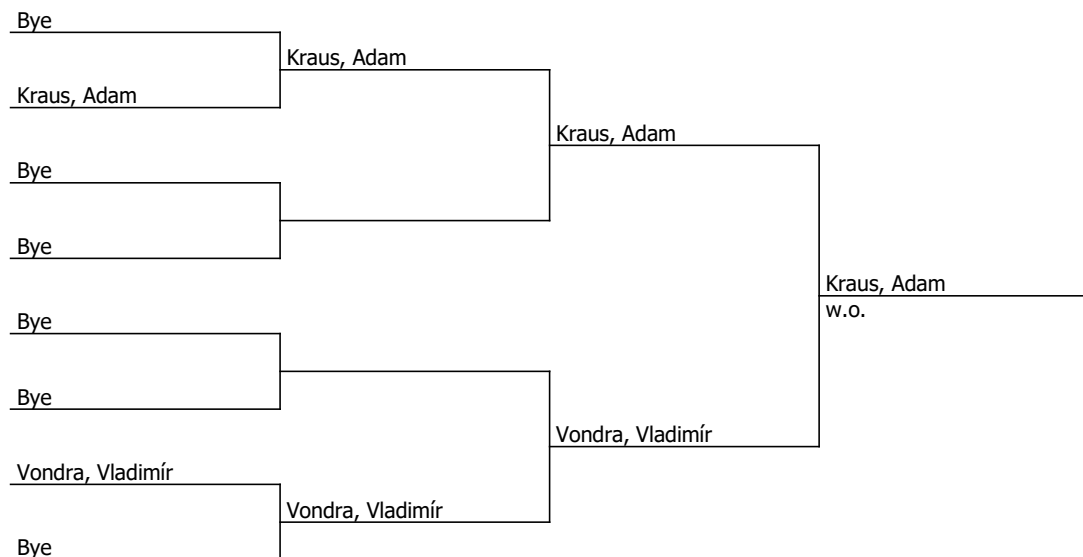 Bye
Kraus, Adam
Kraus, Adam
Kraus, Adam
Bye
Bye
Kraus, Adam
w.o.
Bye
Bye
Vondra, Vladimír
Vondra, Vladimír
Vondra, Vladimír
Bye